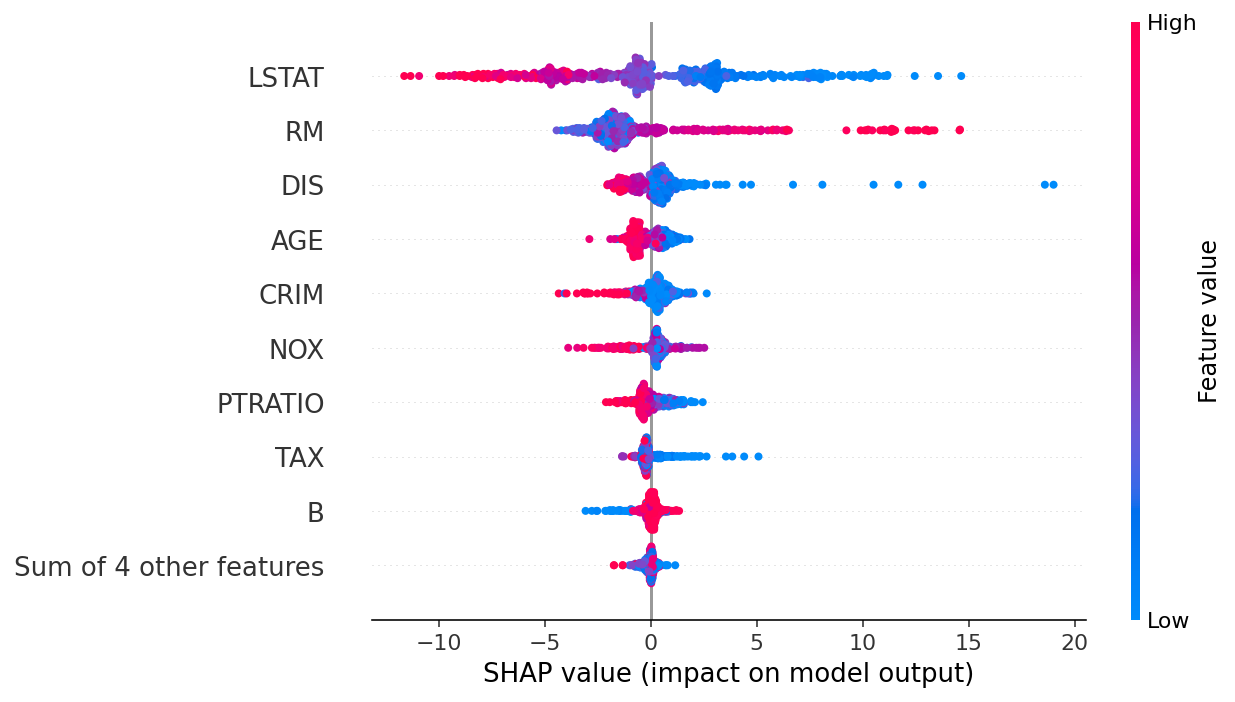 High
LSTAT
RM
DIS
AGE
CRIM
NOX
PTRATIO
TAX
B
Sum of 4 other features
Feature value
Low
−10 −5 0 5 10 15 20
SHAP value (impact on model output)